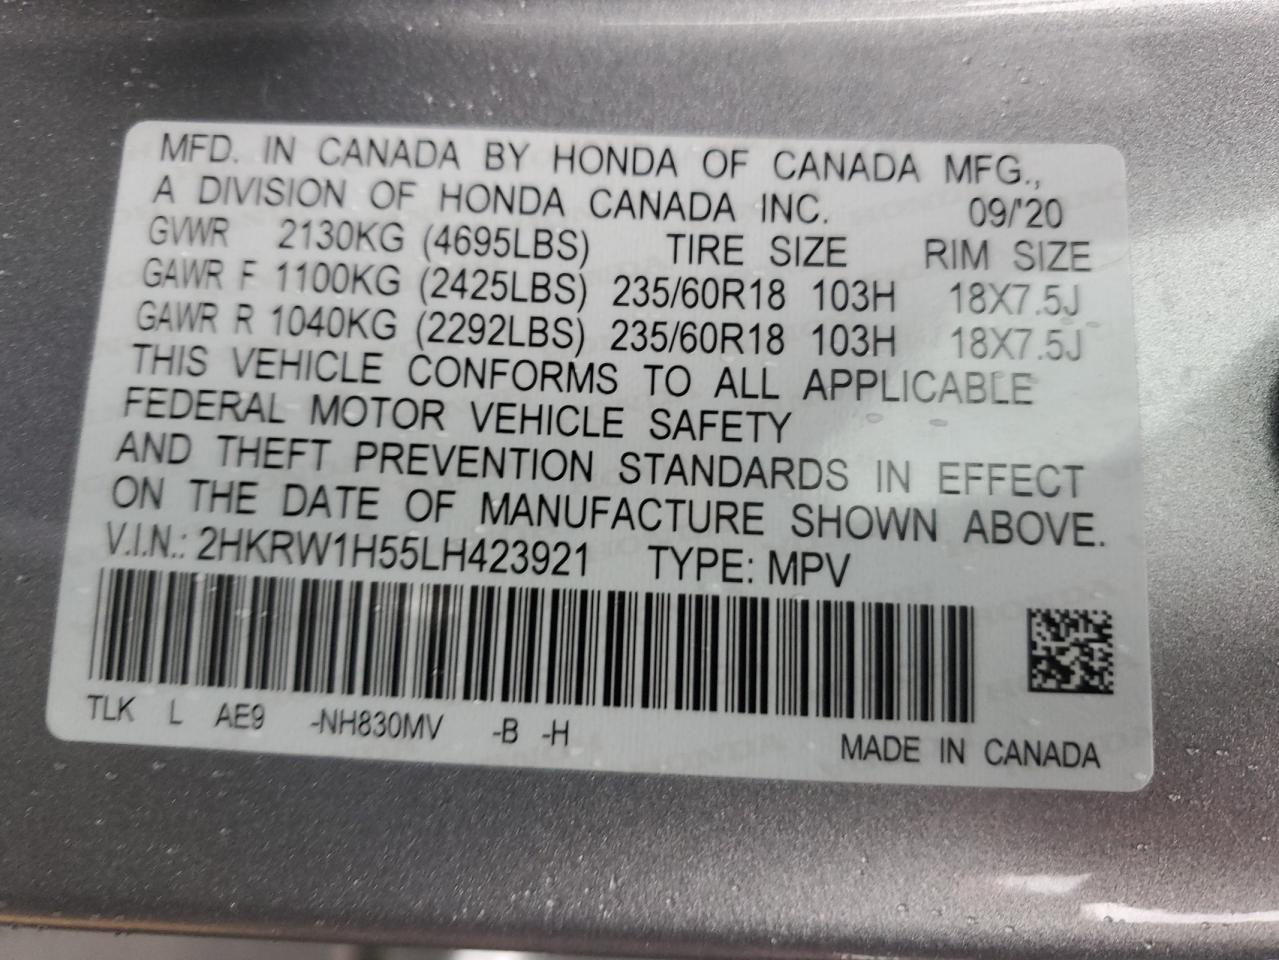 MFD. IN CANADA BY HONDA OF CANADA MFG.,
A DIVISION OF HONDA CANADA INC. 09/'20
GVWR 2130KG (4695LBS) TIRE SIZE RIM SIZE
GAWR F 1100KG (2425LBS) 235/60R18 103H 18X7.5J
GAWR R 1040KG (2292LBS) 235/60R18 103H 18X7.5J
THIS VEHICLE CONFORMS TO ALL APPLICABLE
FEDERAL MOTOR VEHICLE SAFETY
AND THEFT PREVENTION STANDARDS IN EFFECT
ON THE DATE OF MANUFACTURE SHOWN ABOVE.
V.I.N.: 2HKRW1H55LH423921 TYPE: MPV
TLK L AE9 -NH830MV -B -H
MADE IN CANADA